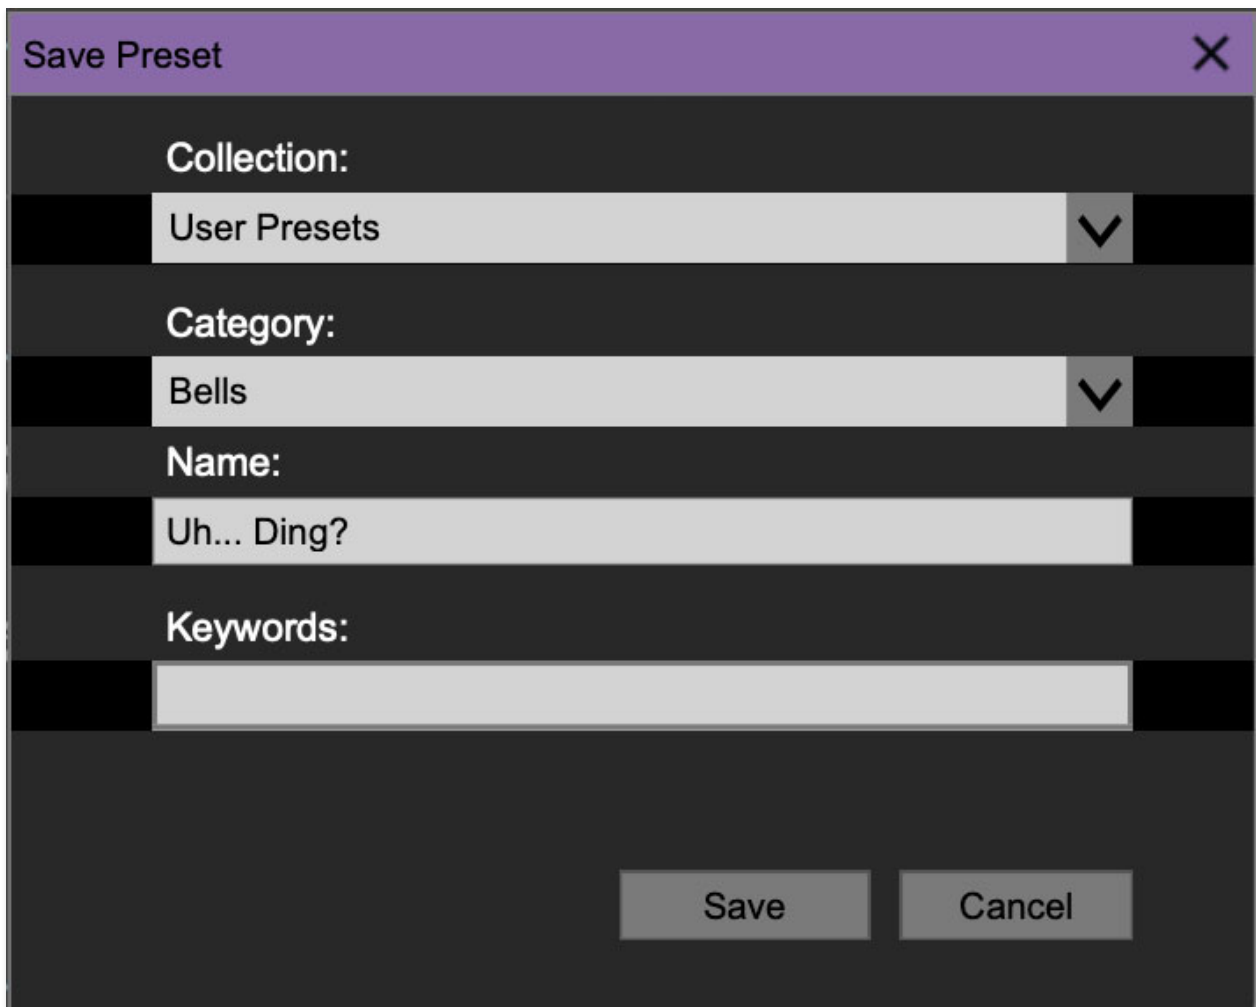 Save Preset
Collection:
User Presets
Category:
Bells
Name:
Uh... Ding?
Keywords:
Save
Cancel